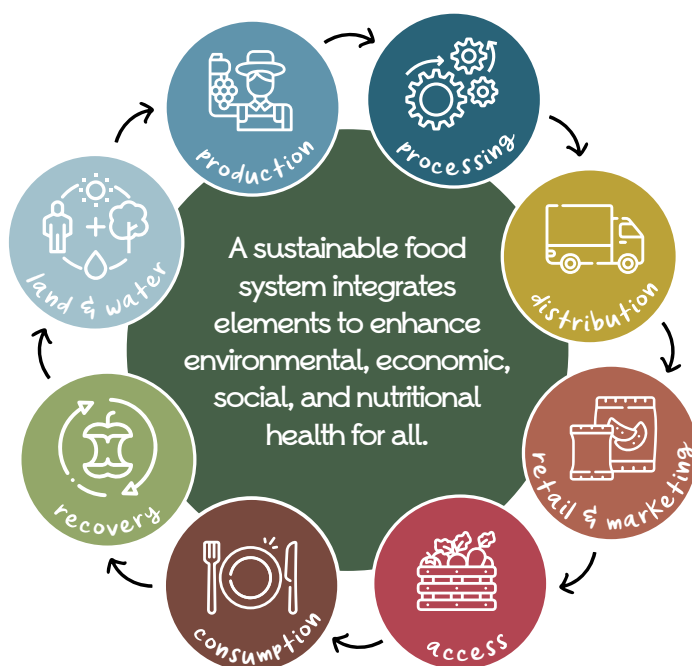 production
processing
land & water
distribution
A sustainable food
system integrates
elements to enhance
environmental, economic,
social, and nutritional
health for all.
retail & marketing
recovery
consumption
access